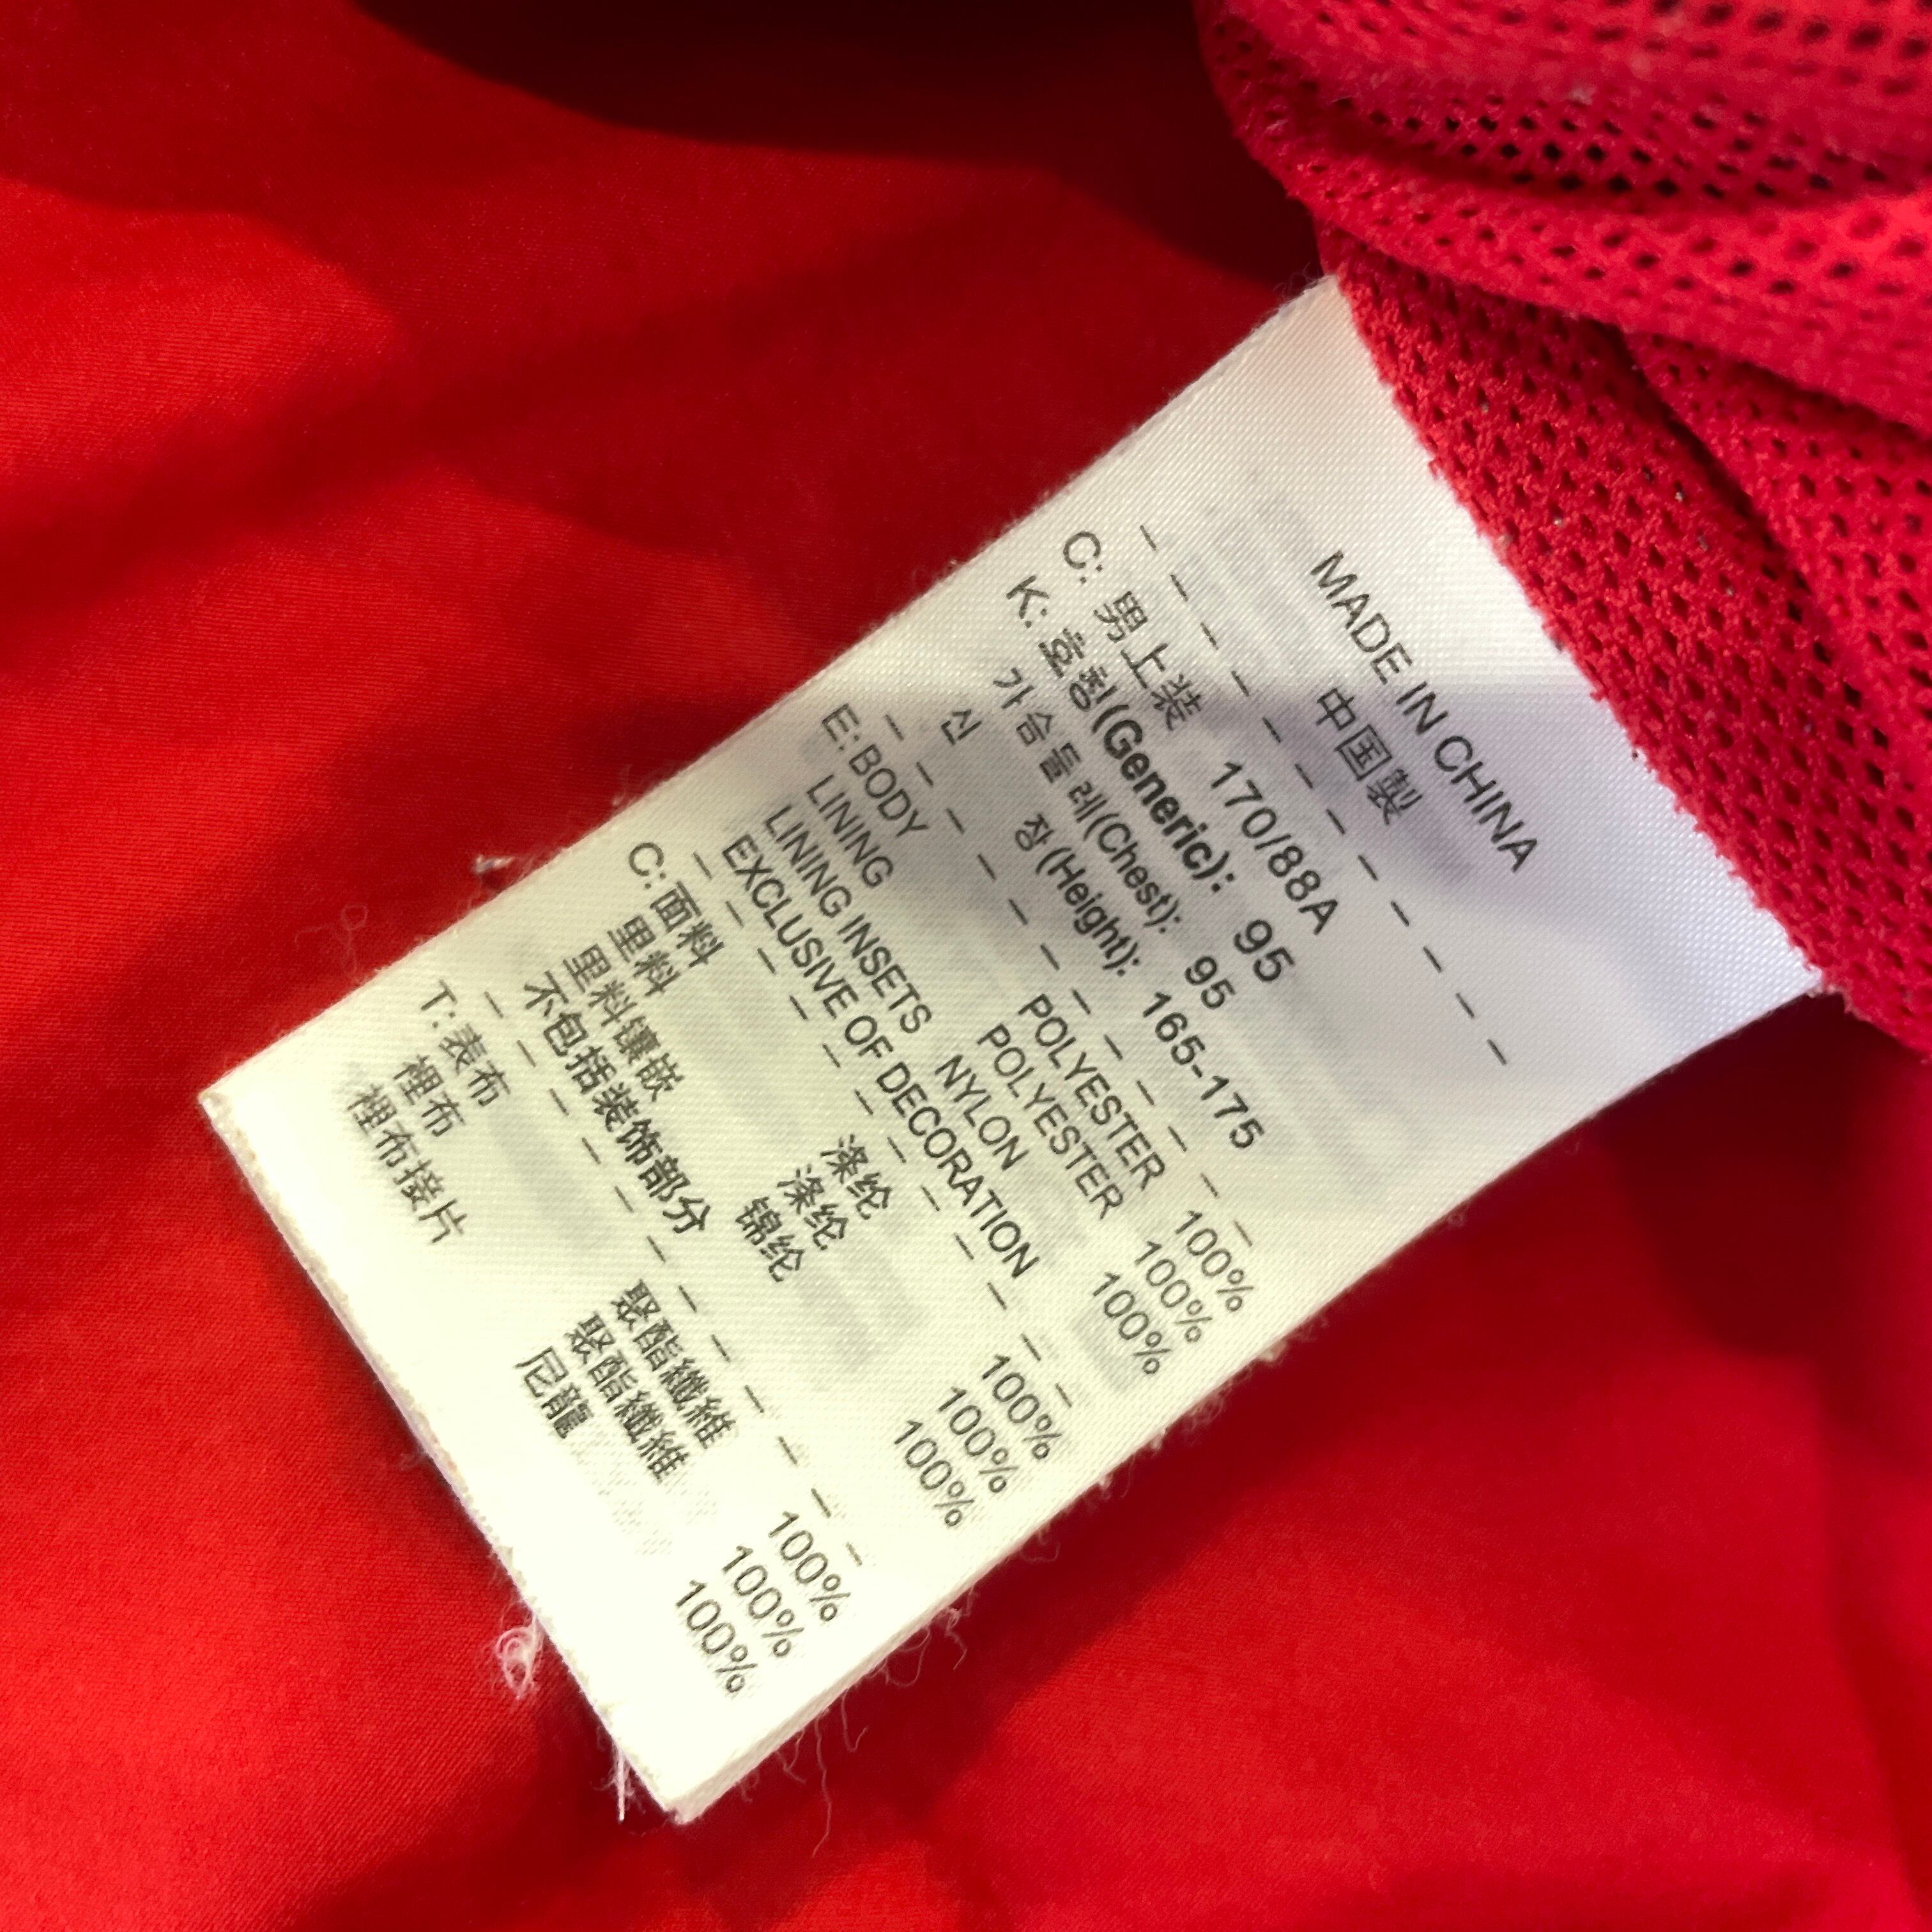 MADE IN CHINA
中国製
C: 男上装 170/88A
K: 호칭(Generic): 95
가슴둘레(Chest): 95
신 장(Height): 165-175
E: BODY POLYESTER 100%
LINING POLYESTER 100%
LINING INSETS NYLON 100%
EXCLUSIVE OF DECORATION
C: 面料 涤纶 100%
里料 涤纶 100%
里料镶嵌 锦纶 100%
不包括装饰部分
T: 表布 聚酯纖維 100%
裡布 聚酯纖維 100%
裡布接片 尼龍 100%